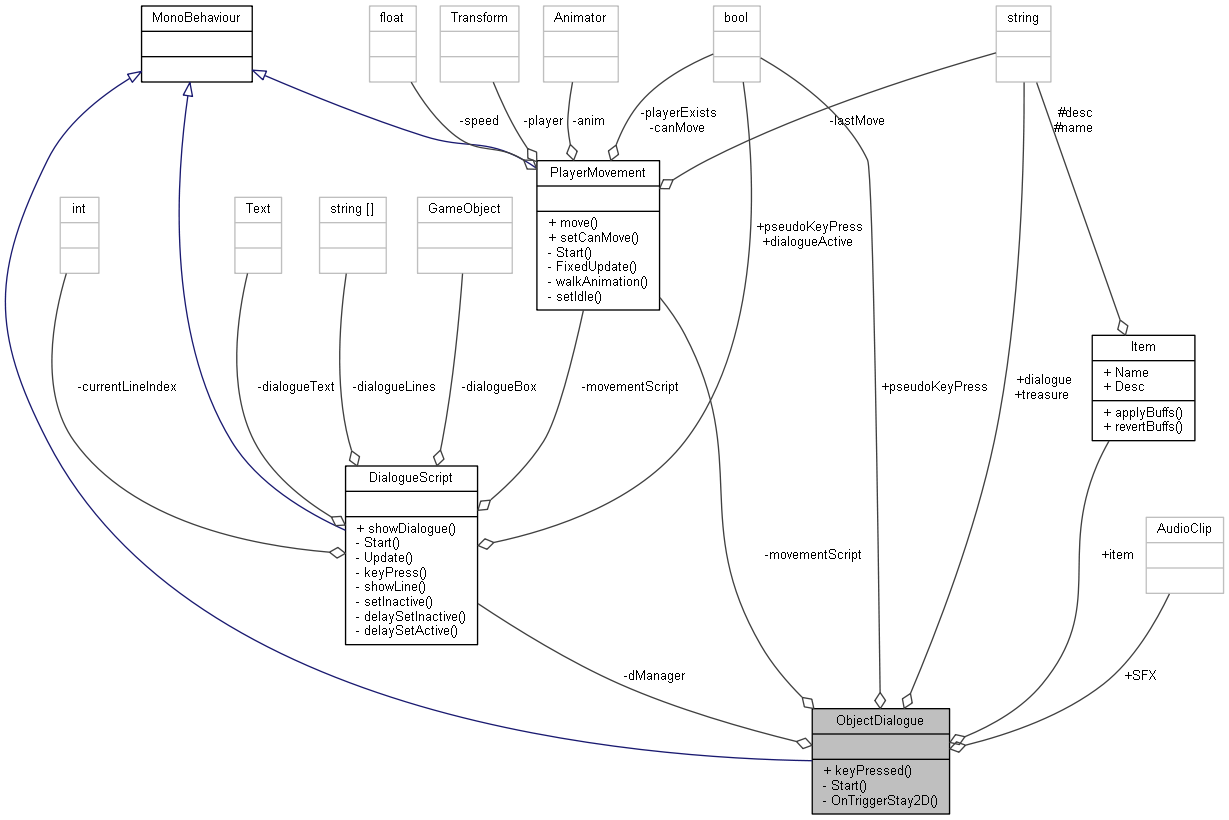 MonoBehaviour
float
Transform
Animator
bool
string
-speed
-player
-anim
-playerExists
-canMove
-lastMove
#desc
#name
PlayerMovement
+ move()
+ setCanMove()
- Start()
- FixedUpdate()
- walkAnimation()
- setIdle()
int
Text
string []
GameObject
+pseudoKeyPress
+dialogueActive
Item
+ Name
+ Desc
+ applyBuffs()
+ revertBuffs()
-currentLineIndex
-dialogueText
-dialogueLines
-dialogueBox
-movementScript
+pseudoKeyPress
+dialogue
+treasure
DialogueScript
+ showDialogue()
- Start()
- Update()
- keyPress()
- showLine()
- setInactive()
- delaySetInactive()
- delaySetActive()
AudioClip
-movementScript
+item
-dManager
+SFX
ObjectDialogue
+ keyPressed()
- Start()
- OnTriggerStay2D()